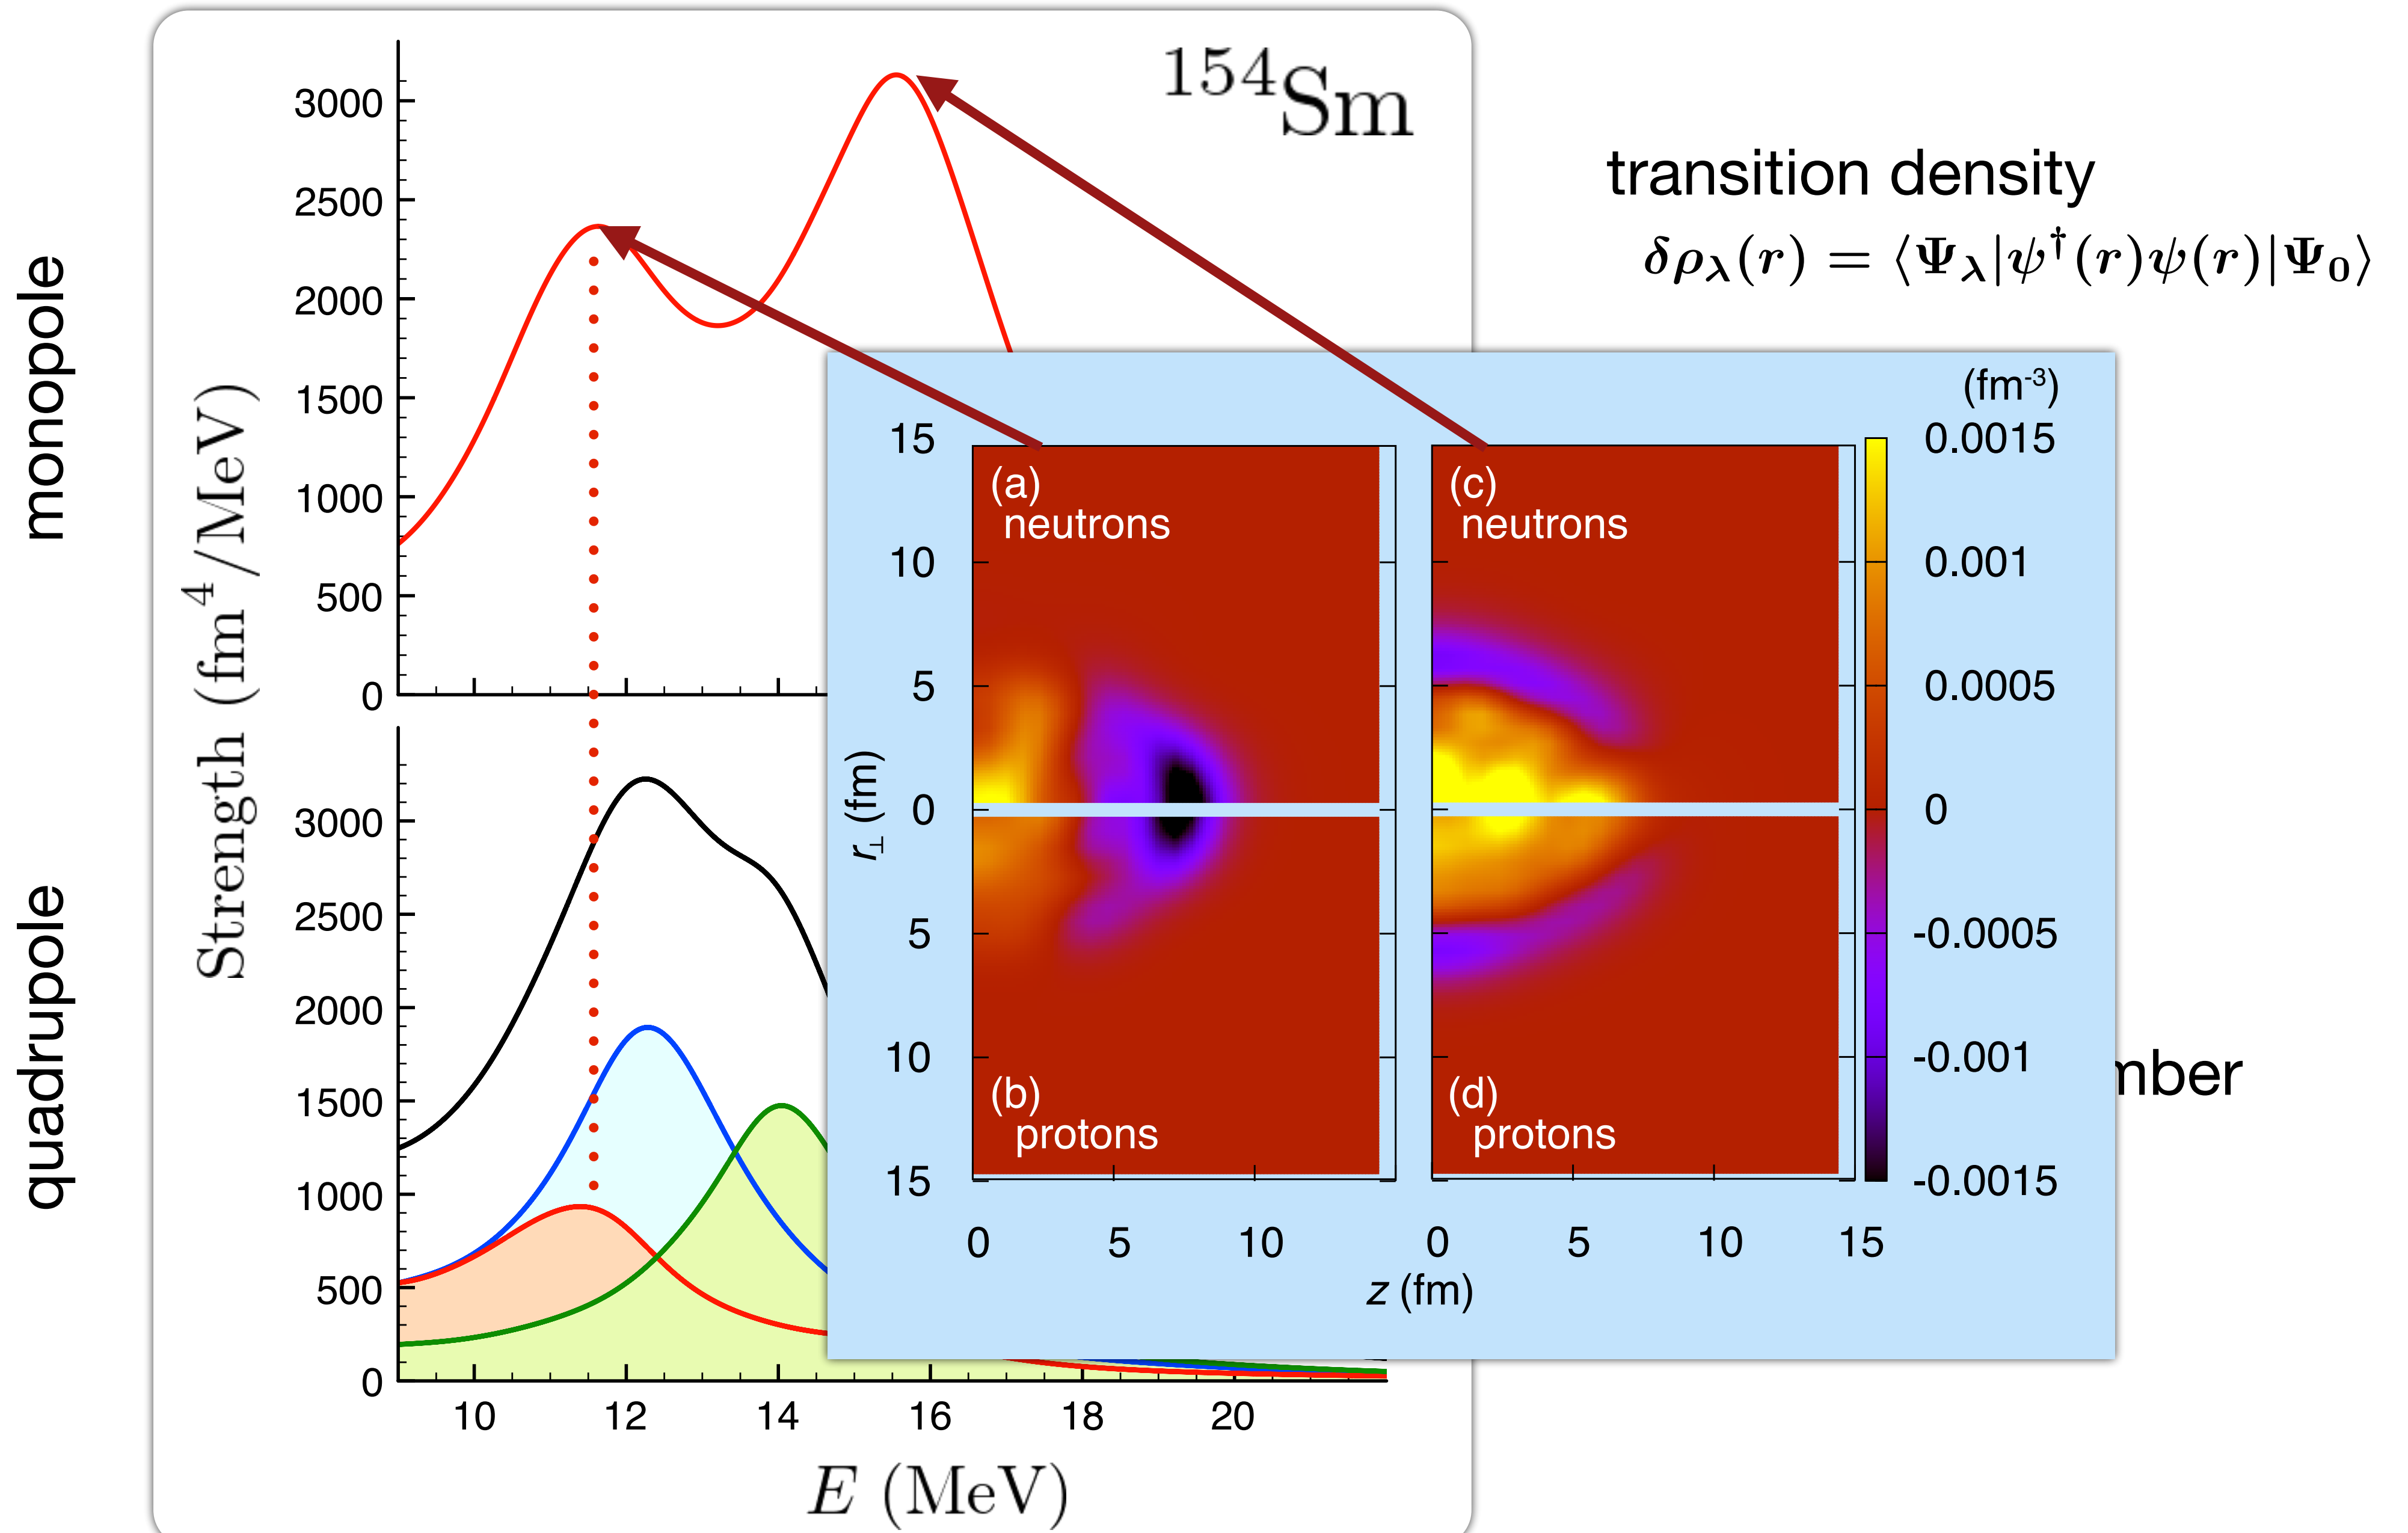 154Sm
monopole
quadrupole
Strength (fm4/MeV)
3000
2500
2000
1500
1000
500
0
3000
2500
2000
1500
1000
500
0
10 12 14 16 18 20
E (MeV)
transition density
δρλ(r) = ⟨Ψλ|ψ†(r)ψ(r)|Ψ0⟩
(fm-3)
15
10
5
0
5
10
15
r⊥ (fm)
(a)
neutrons
(c)
neutrons
(b)
protons
(d)
protons
0 5 10 0 5 10 15
z (fm)
0.0015
0.001
0.0005
0
-0.0005
-0.001
-0.0015